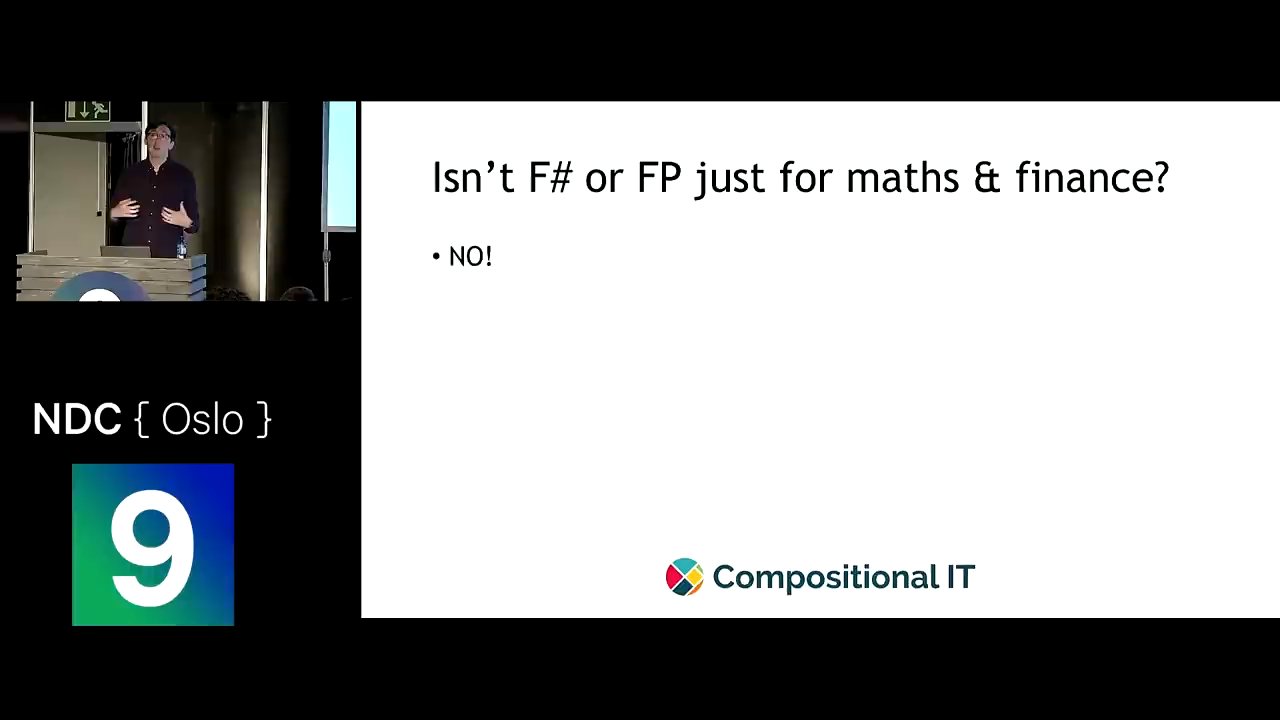 Isn’t F# or FP just for maths & finance?
• NO!
NDC { Oslo }
9
Compositional IT